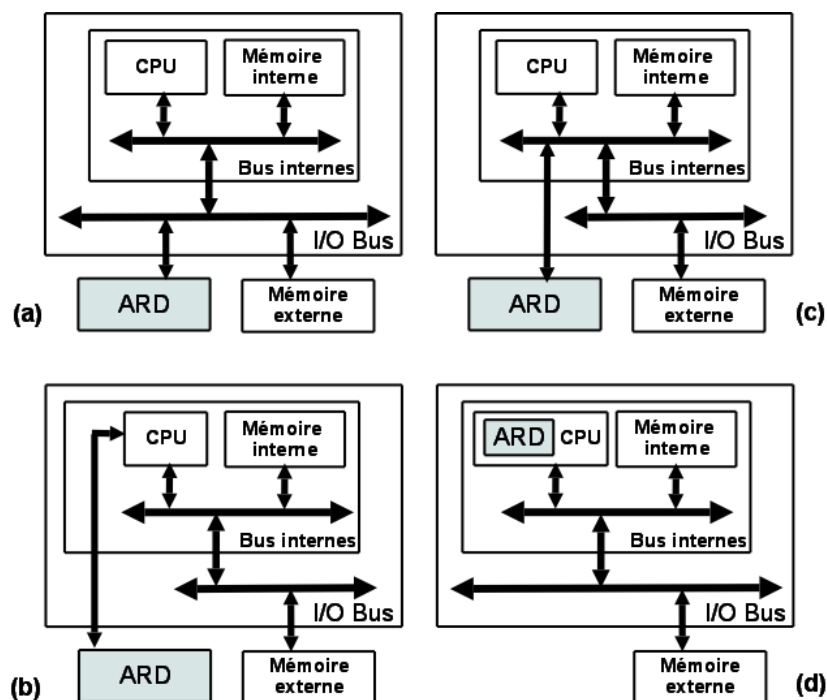 CPU
Mémoire
interne
Bus internes
I/O Bus
ARD
Mémoire
externe
(a)
CPU
Mémoire
interne
Bus internes
I/O Bus
ARD
Mémoire
externe
(c)
CPU
Mémoire
interne
Bus internes
I/O Bus
ARD
Mémoire
externe
(b)
ARD CPU
Mémoire
interne
Bus internes
I/O Bus
Mémoire
externe
(d)